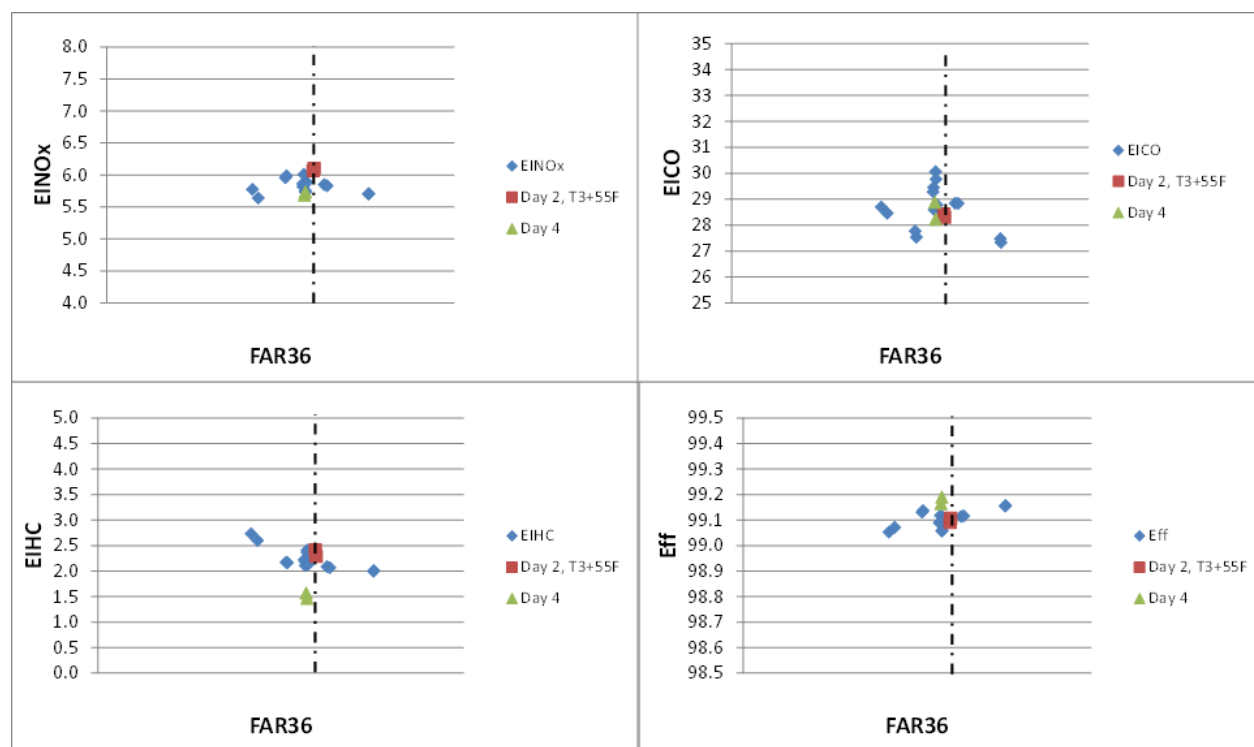 EINOx
8.0
7.5
7.0
6.5
6.0
5.5
5.0
4.5
4.0
FAR36
EINOx
Day 2, T3+55F
Day 4
EICO
35
34
33
32
31
30
29
28
27
26
25
FAR36
EICO
Day 2, T3+55F
Day 4
EIHC
5.0
4.5
4.0
3.5
3.0
2.5
2.0
1.5
1.0
0.5
0.0
FAR36
EIHC
Day 2, T3+55F
Day 4
Eff
99.5
99.4
99.3
99.2
99.1
99.0
98.9
98.8
98.7
98.6
98.5
FAR36
Eff
Day 2, T3+55F
Day 4